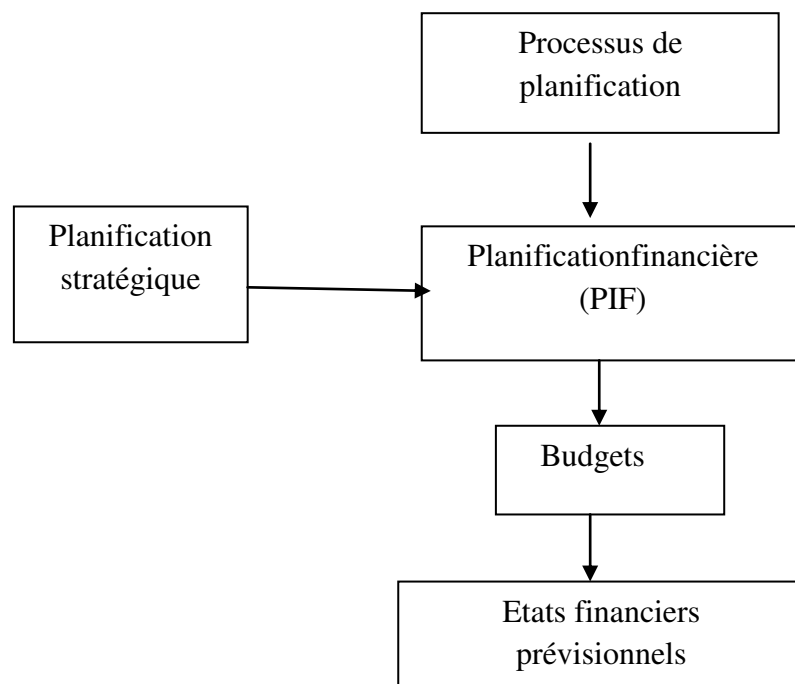 Processus de
planification
Planification
stratégique
Planificationfinancière
(PIF)
Budgets
Etats financiers
prévisionnels